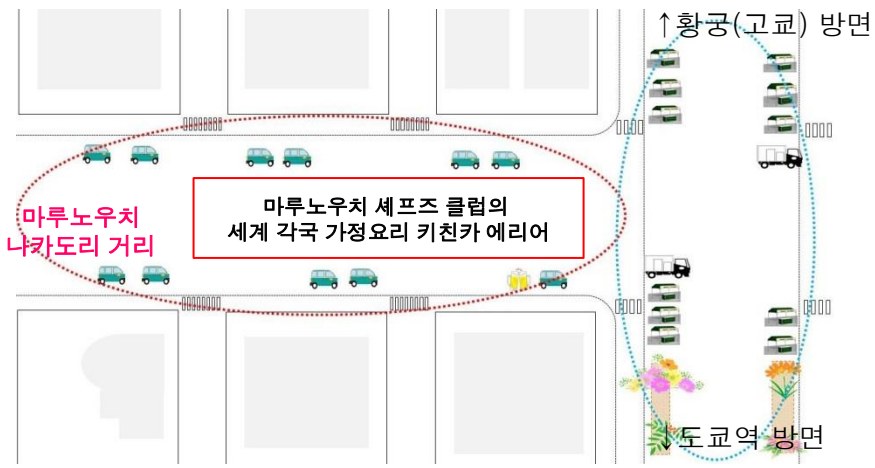 ↑황궁(고쿄) 방면
마루노우치 셰프즈 클럽의
세계 각국 가정요리 키친카 에리어
마루노우치
나카도리 거리
↓도쿄역 방면